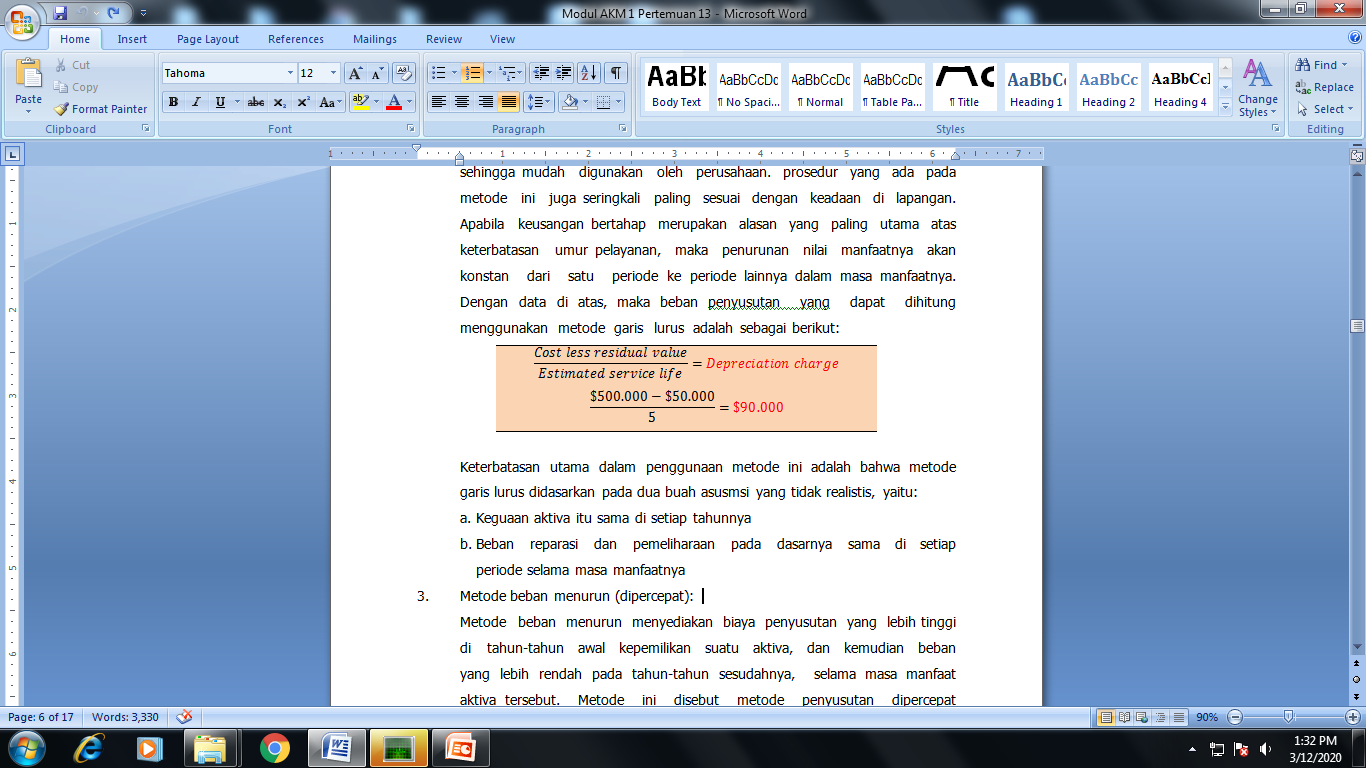 Modul AKM 1 Pertemuan 13 - Microsoft Word
Home Insert Page Layout References Mailings Review View
Paste
Cut
Copy
Format Painter
Clipboard
Tahoma 12
Font
Paragraph
AaBb AaBbCcDc AaBbCcDc AaBbCcDc AaBbCc AaBbCc AaBbCcI
Body Text ¶ No Spaci... ¶ Normal ¶ Table Pa... ¶ Title Heading 1 Heading 2 Heading 4
Change Styles
Styles
Find
Replace
Select
Editing
sehingga mudah digunakan oleh perusahaan. prosedur yang ada pada
metode ini juga seringkali paling sesuai dengan keadaan di lapangan.
Apabila keusangan bertahap merupakan alasan yang paling utama atas
keterbatasan umur pelayanan, maka penurunan nilai manfaatnya akan
konstan dari satu periode ke periode lainnya dalam masa manfaatnya.
Dengan data di atas, maka beban penyusutan yang dapat dihitung
menggunakan metode garis lurus adalah sebagai berikut:
Cost less residual value
Estimated service life
= Depreciation charge
$500.000 − $50.000
5
= $90.000
Keterbatasan utama dalam penggunaan metode ini adalah bahwa metode
garis lurus didasarkan pada dua buah asusmsi yang tidak realistis, yaitu:
a. Keguaan aktiva itu sama di setiap tahunnya
b. Beban reparasi dan pemeliharaan pada dasarnya sama di setiap
periode selama masa manfaatnya
3. Metode beban menurun (dipercepat):
Metode beban menurun menyediakan biaya penyusutan yang lebih tinggi
di tahun-tahun awal kepemilikan suatu aktiva, dan kemudian beban
yang lebih rendah pada tahun-tahun sesudahnya, selama masa manfaat
aktiva tersebut. Metode ini disebut metode penyusutan dipercepat
Page: 6 of 17 Words: 3,330 90%
1:32 PM
3/12/2020